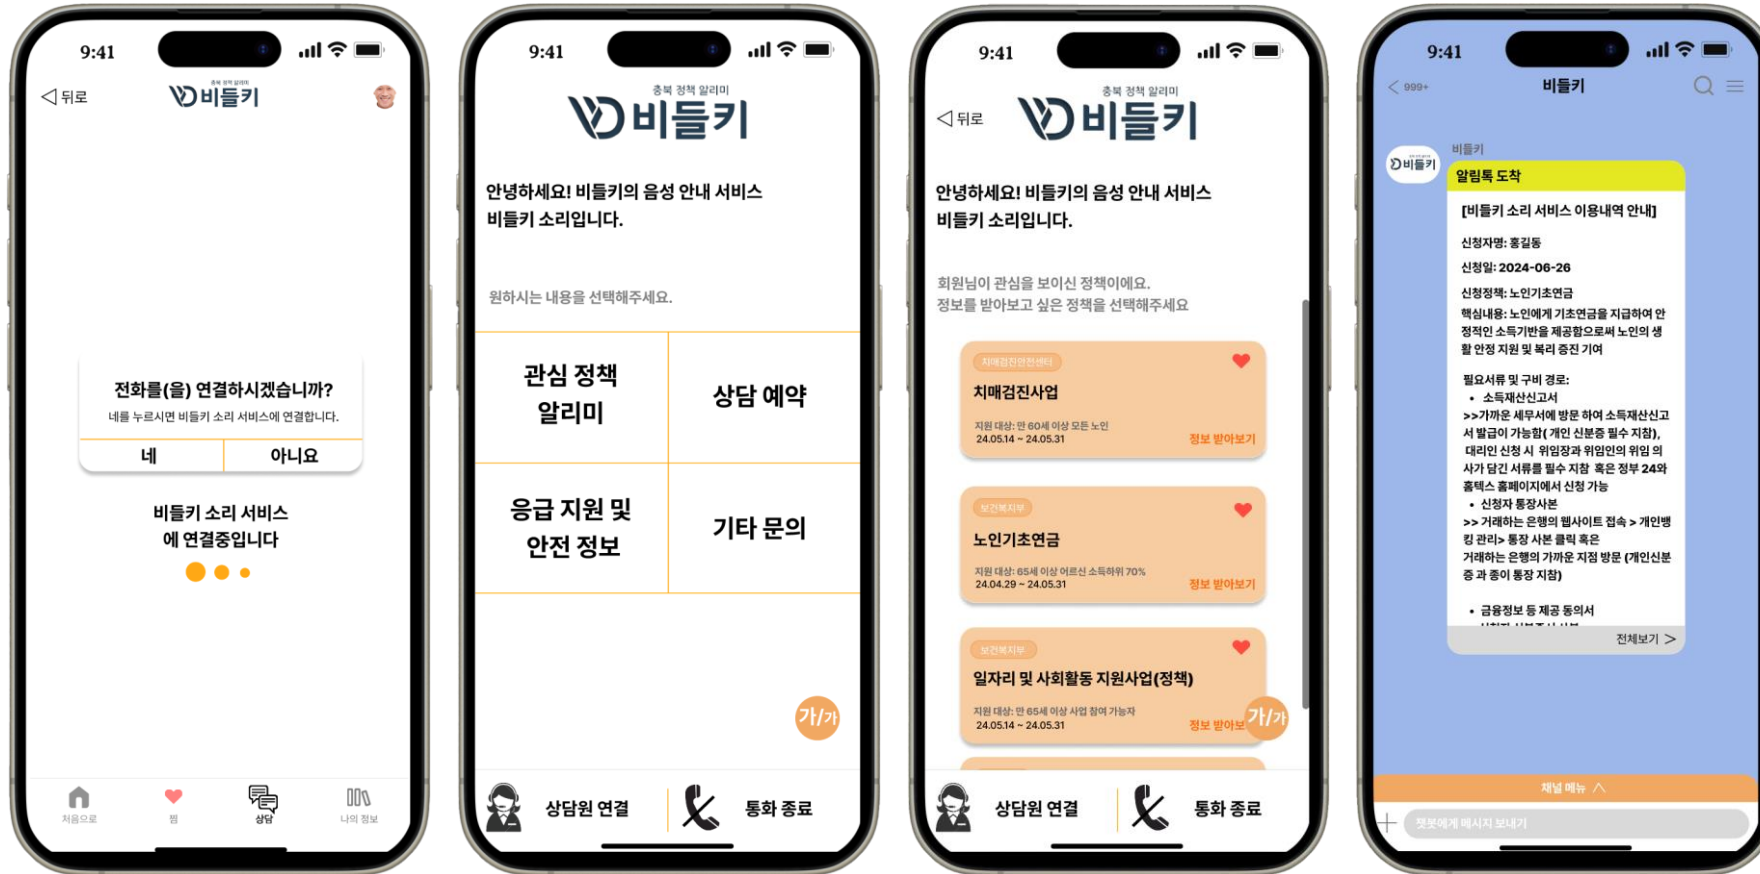 9:41
뒤로
충북 정책 알리미
비들키
전화를(을) 연결하시겠습니까?
네를 누르시면 비들키 소리 서비스에 연결합니다.
네
아니요
비들키 소리 서비스
에 연결중입니다
처음으로
찜
상담
나의 정보
9:41
충북 정책 알리미
비들키
안녕하세요! 비들키의 음성 안내 서비스
비들키 소리입니다.
원하시는 내용을 선택해주세요.
관심 정책
알리미
상담 예약
응급 지원 및
안전 정보
기타 문의
가/가
상담원 연결
통화 종료
9:41
뒤로
충북 정책 알리미
비들키
안녕하세요! 비들키의 음성 안내 서비스
비들키 소리입니다.
회원님이 관심을 보이신 정책이에요.
정보를 받아보고 싶은 정책을 선택해주세요
치매검진안전센터
치매검진사업
지원 대상: 만 60세 이상 모든 노인
24.05.14 ~ 24.05.31
정보 받아보기
보건복지부
노인기초연금
지원 대상: 65세 이상 어르신 소득하위 70%
24.04.29 ~ 24.05.31
정보 받아보기
보건복지부
일자리 및 사회활동 지원사업(정책)
지원 대상: 만 65세 이상 사업 참여 가능자
24.05.14 ~ 24.05.31
정보 받아보
가/가
상담원 연결
통화 종료
9:41
< 999+
비들키
비들키
비들키
알림톡 도착
[비들키 소리 서비스 이용내역 안내]
신청자명: 홍길동
신청일: 2024-06-26
신청정책: 노인기초연금
핵심내용: 노인에게 기초연금을 지급하여 안
정적인 소득기반을 제공함으로써 노인의 생
활 안정 지원 및 복리 증진 기여
필요서류 및 구비 경로:
• 소득재산신고서
>>가까운 세무서에 방문 하여 소득재산신고
서 발급이 가능함( 개인 신분증 필수 지참),
대리인 신청 시 위임장과 위임인의 위임 의
사가 담긴 서류를 필수 지참 혹은 정부 24와
홈텍스 홈페이지에서 신청 가능
• 신청자 통장사본
>> 거래하는 은행의 웹사이트 접속 > 개인뱅
킹 관리> 통장 사본 클릭 혹은
거래하는 은행의 가까운 지점 방문 (개인신분
증 과 종이 통장 지참)
• 금융정보 등 제공 동의서
전체보기 >
채널 메뉴
챗봇에게 메시지 보내기